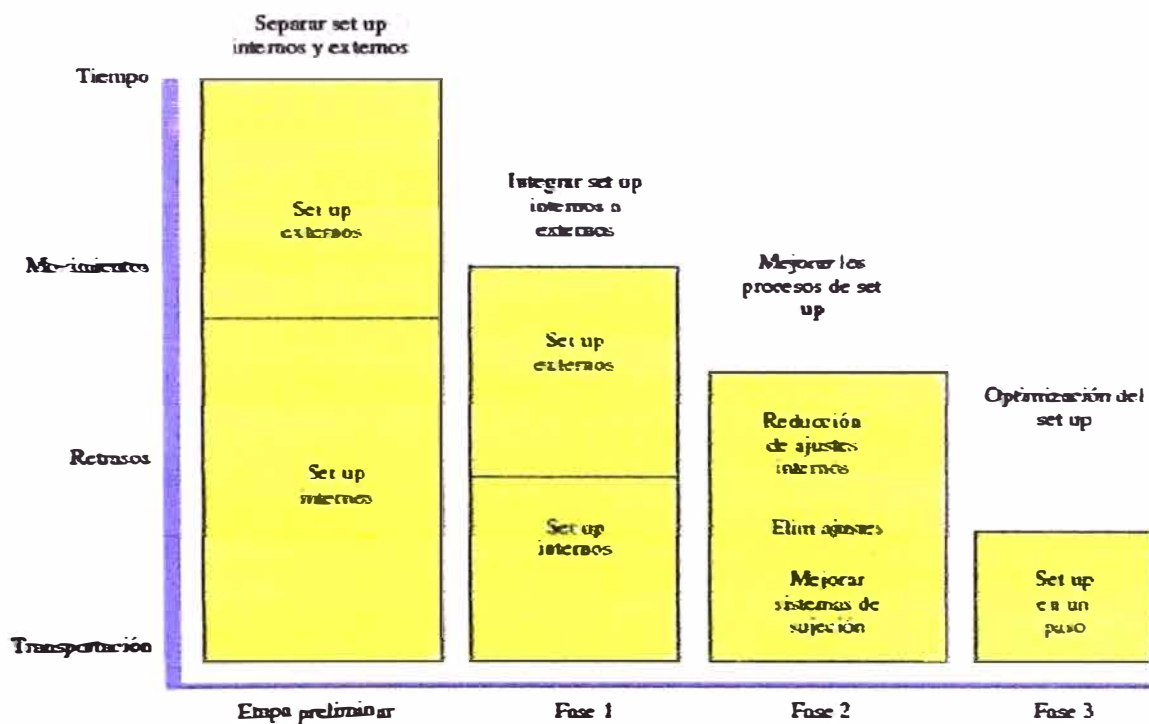 Separar set up
internos y externos
Tiempo
Set up
externos
Integrar set up
internos a
externos
Movimientos
Mejorar los
procesos de set
up
Set up
externos
Optimización del
set up
Reducción
de ajustes
internos
Retrasos
Set up
internos
Set up
internos
Elim ajustes
Mejorar
sistemas de
sujeción
Set up
en un
paso
Transportación
Etapa preliminar
Fase 1
Fase 2
Fase 3